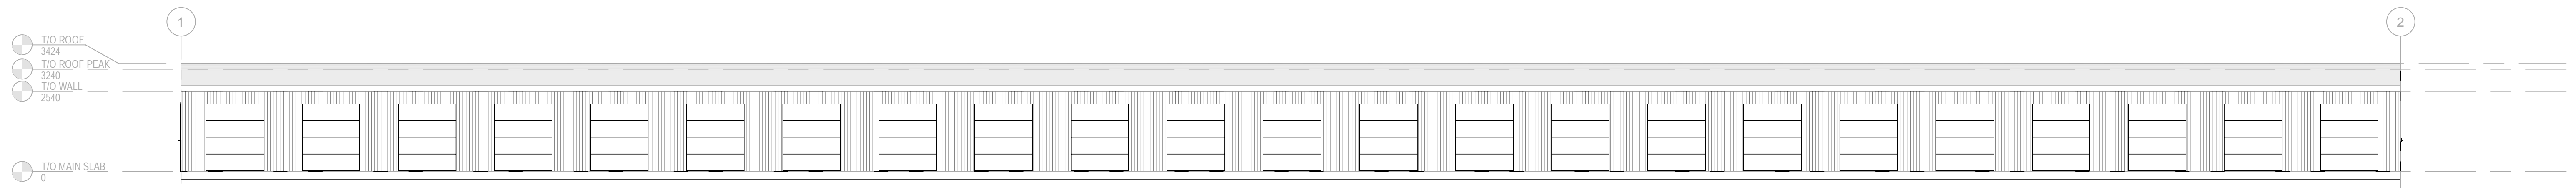 1
2
T/O ROOF
3424
T/O ROOF PEAK
3240
T/O WALL
2540
T/O MAIN SLAB
0